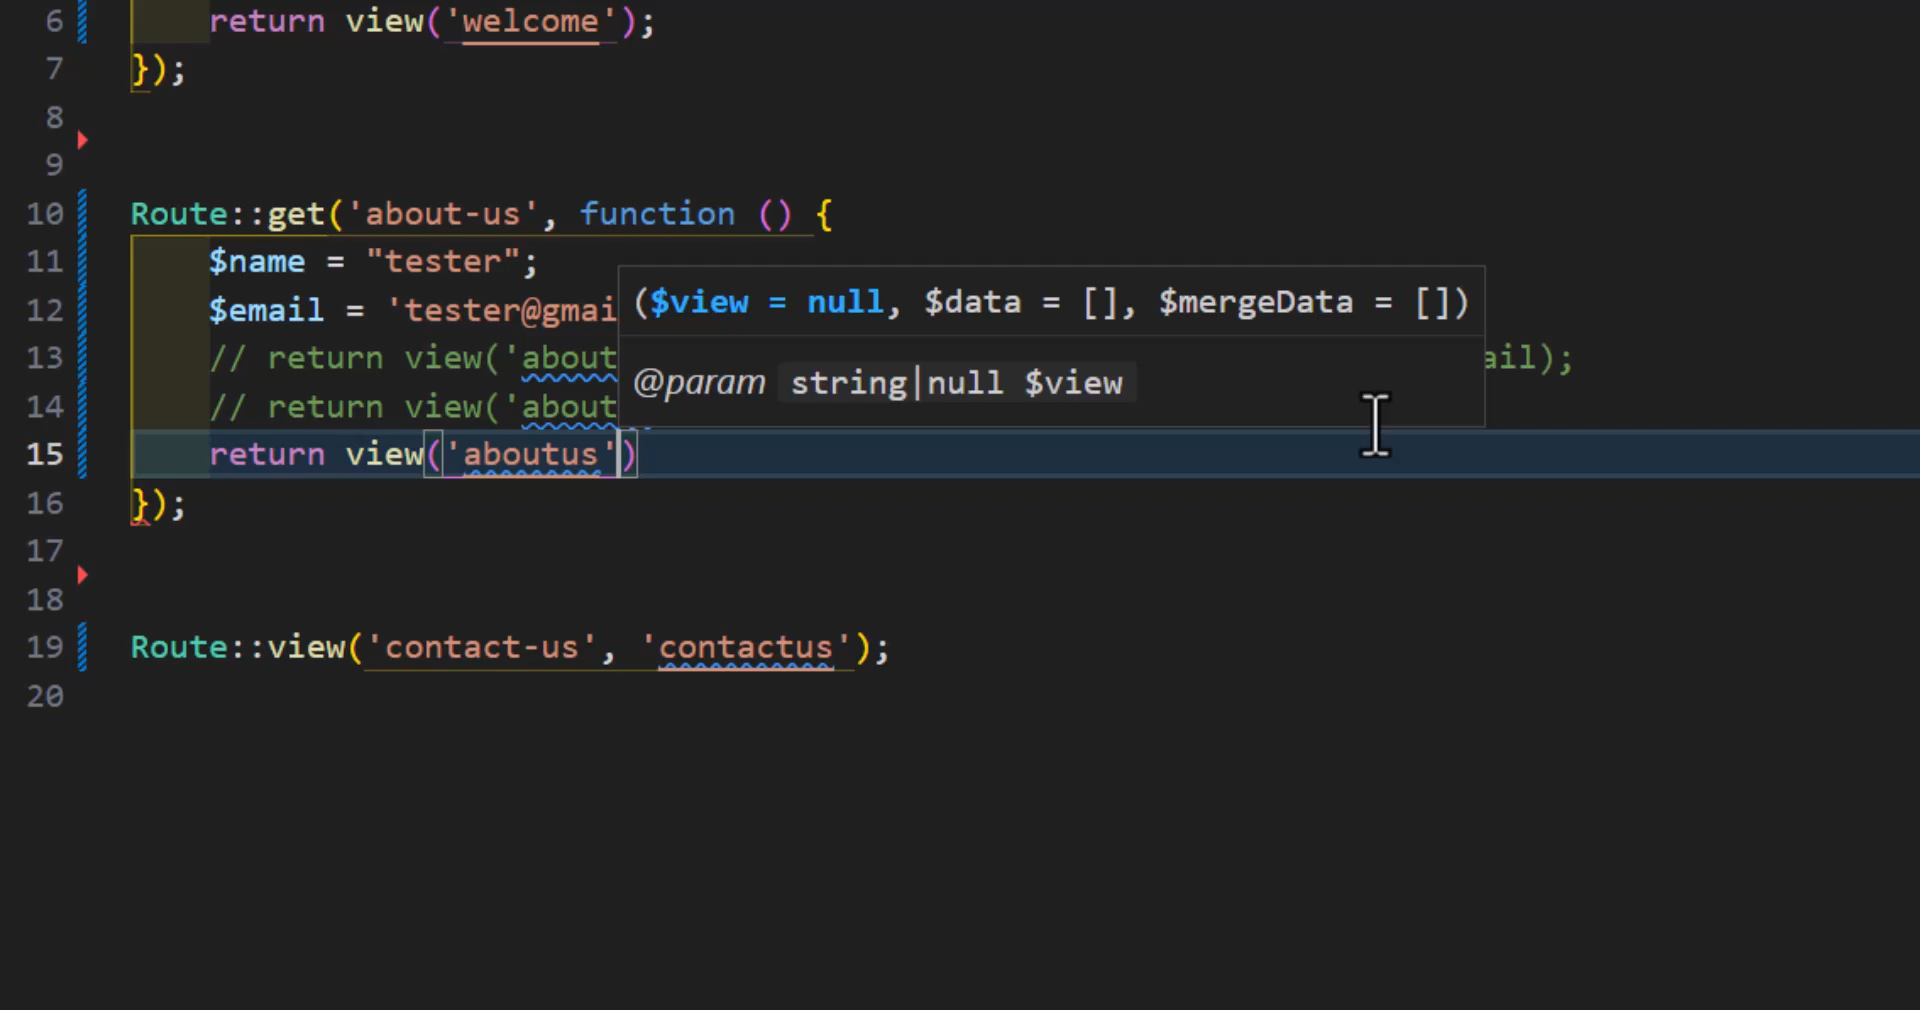 6 return view('welcome');
7 });
8
9
10 Route::get('about-us', function () {
11 $name = "tester";
12 $email = 'tester@gmai
($view = null, $data = [], $mergeData = [])
13 // return view('about ail);
@param string|null $view
14 // return view('about
15 return view('aboutus')
16 });
17
18
19 Route::view('contact-us', 'contactus');
20